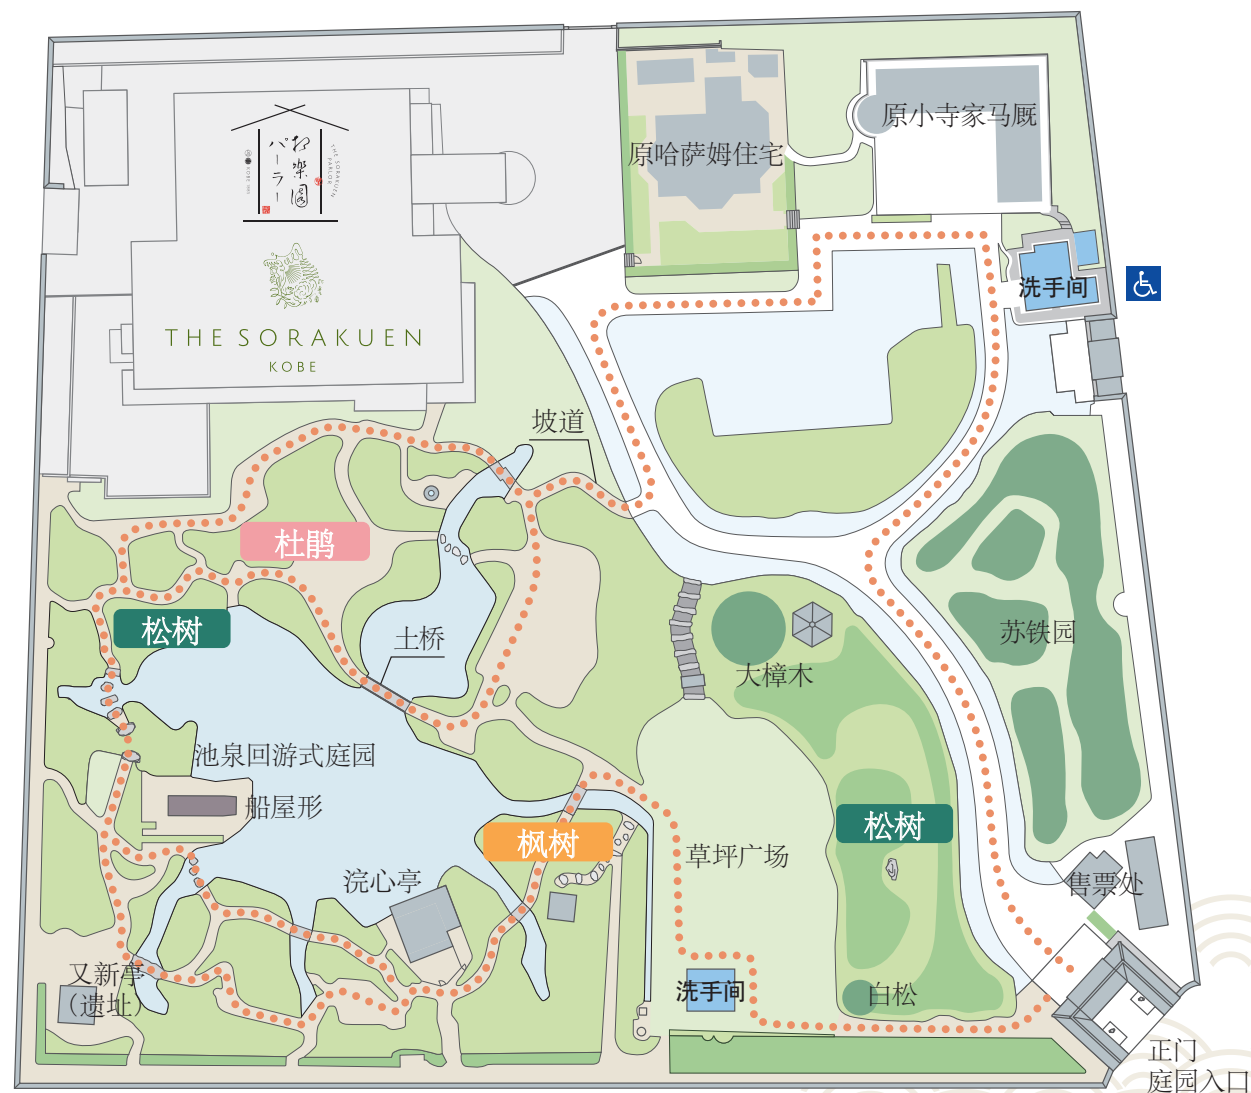 原小寺家马厩
原哈萨姆住宅
相楽園
パーラー
THE SORAKUEN
PARLOR
洗手间
THE SORAKUEN
KOBE
坡道
杜鹃
松树
土桥
苏铁园
大樟木
池泉回游式庭园
船屋形
枫树
松树
草坪广场
浣心亭
售票处
又新亭
（遗址）
洗手间
白松
正门
庭园入口